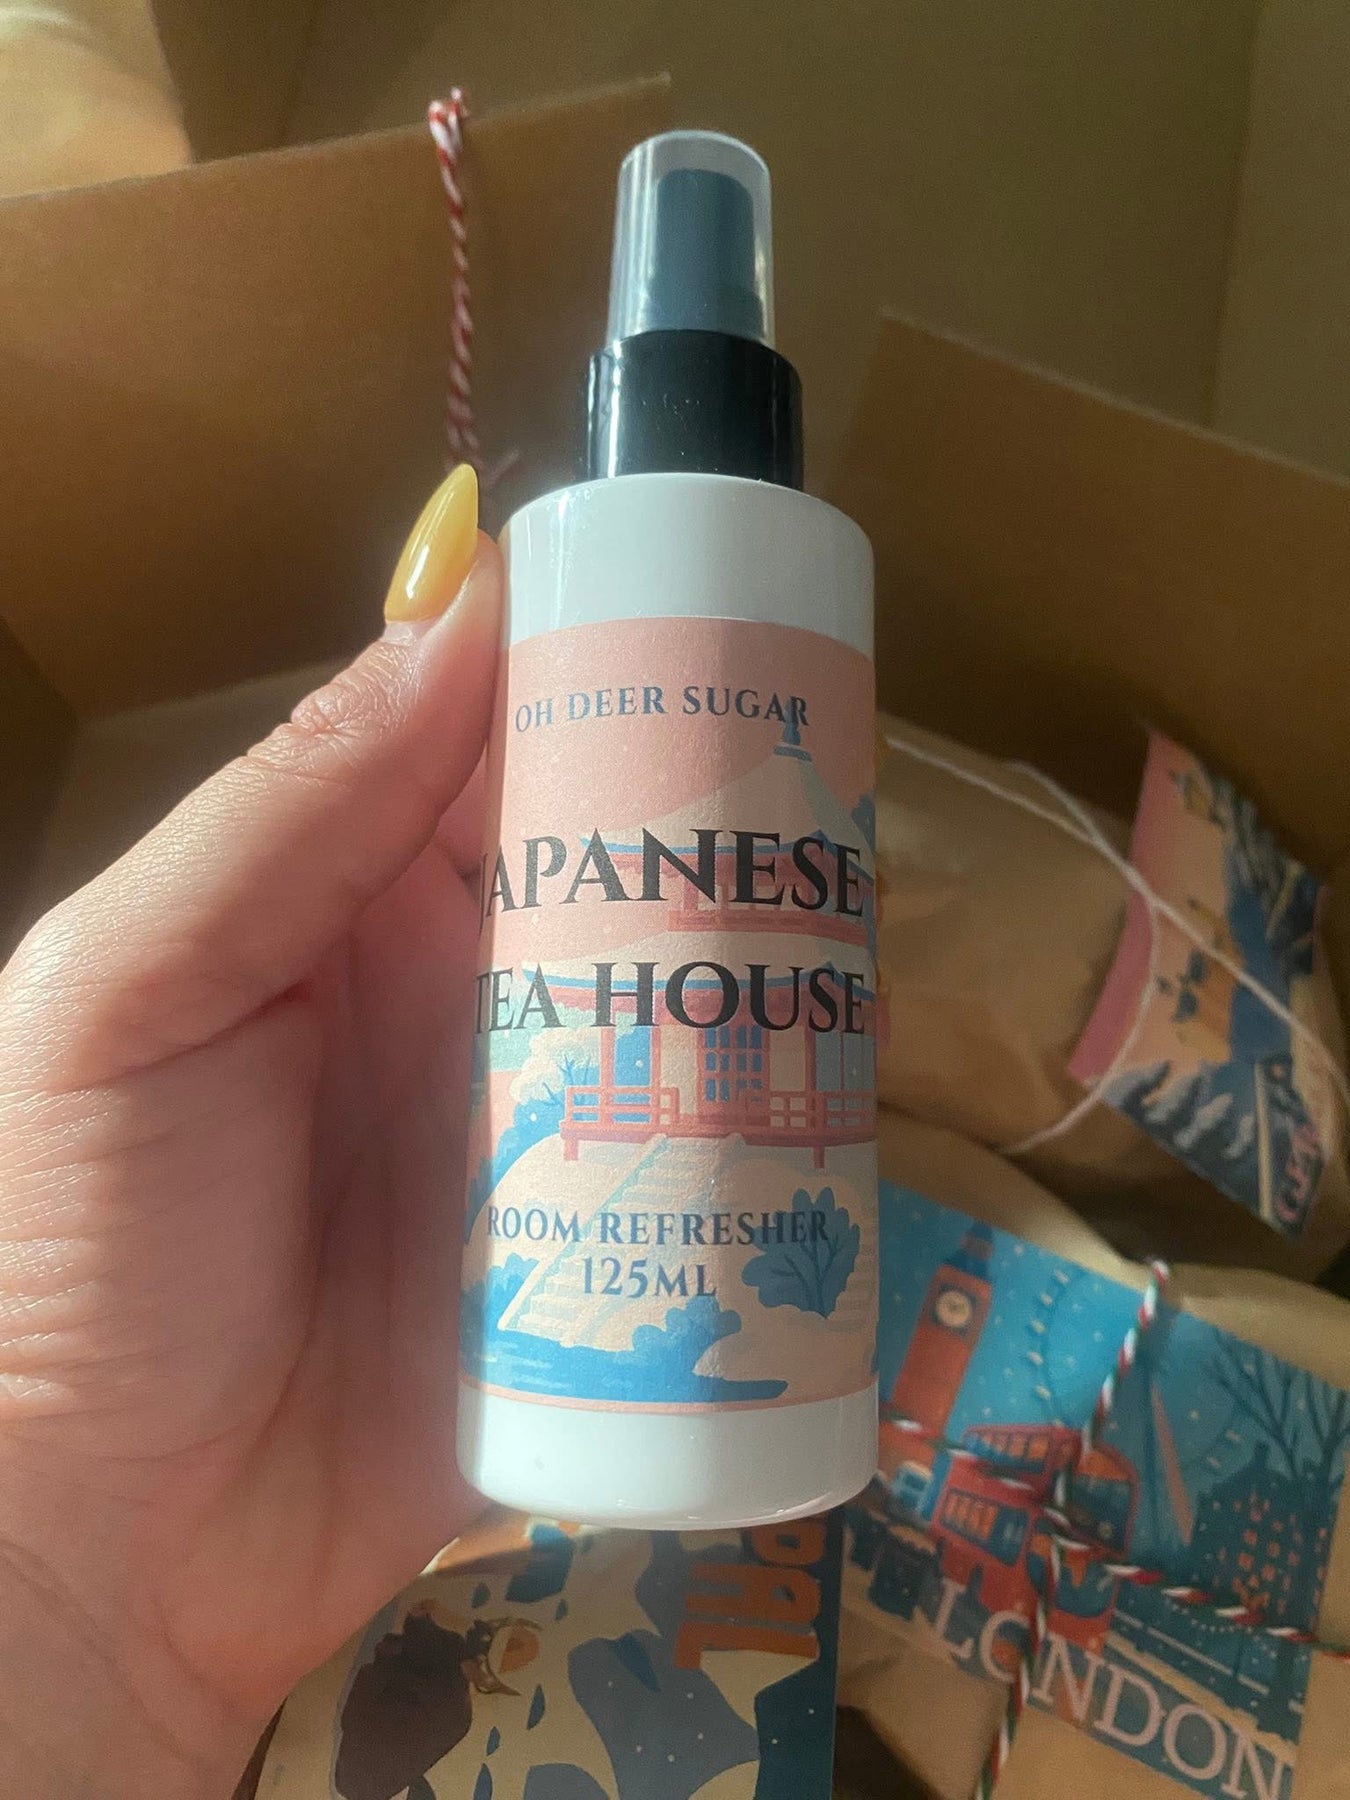 OH DEER SUGAR
JAPANESE
TEA HOUSE
ROOM REFRESHER
125ML
LONDON